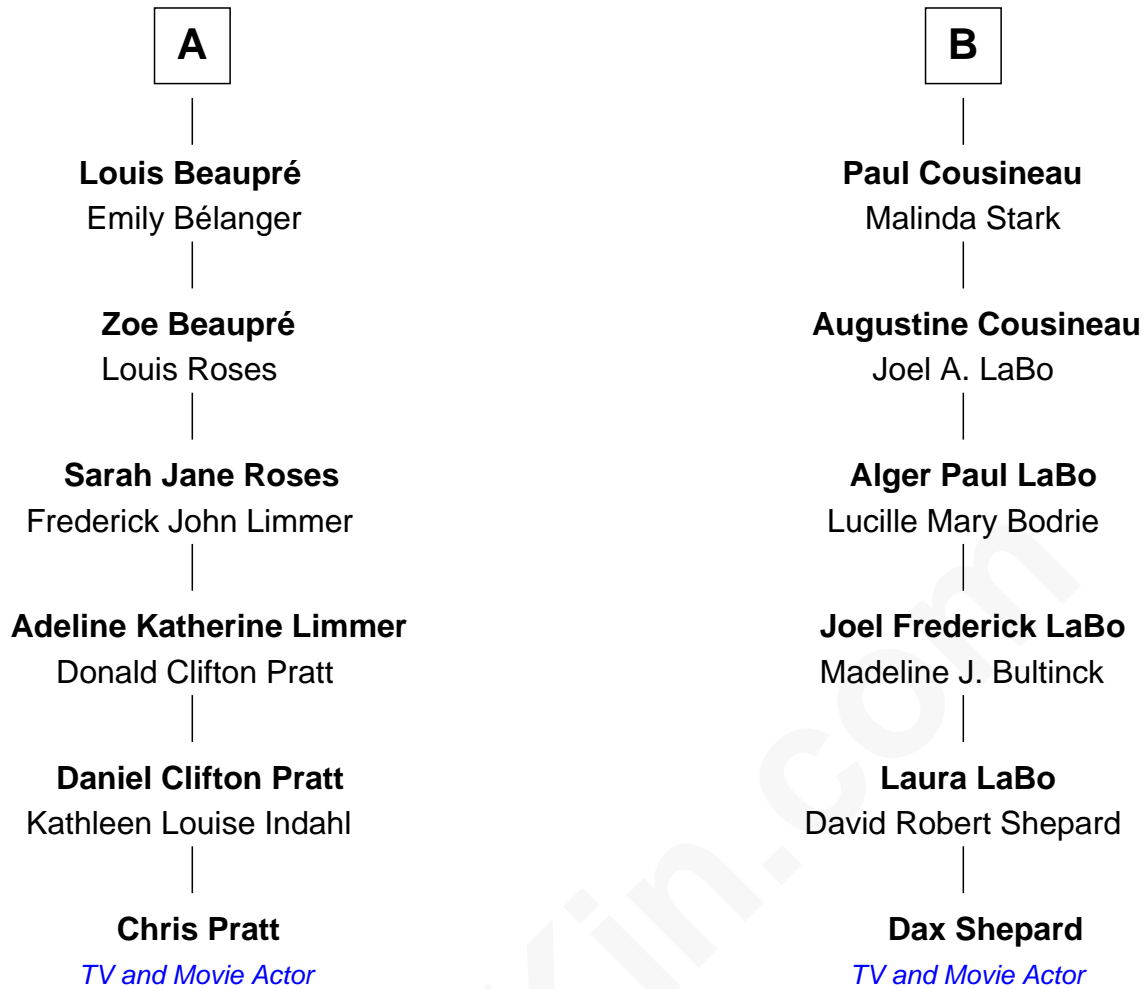 A
B
Louis Beaupré
Emily Bélanger
Paul Cousineau
Malinda Stark
Zoe Beaupré
Louis Roses
Augustine Cousineau
Joel A. LaBo
Sarah Jane Roses
Frederick John Limmer
Alger Paul LaBo
Lucille Mary Bodrie
Adeline Katherine Limmer
Donald Clifton Pratt
Joel Frederick LaBo
Madeline J. Bultinck
Daniel Clifton Pratt
Kathleen Louise Indahl
Laura LaBo
David Robert Shepard
Chris Pratt
TV and Movie Actor
Dax Shepard
TV and Movie Actor
Kin.com